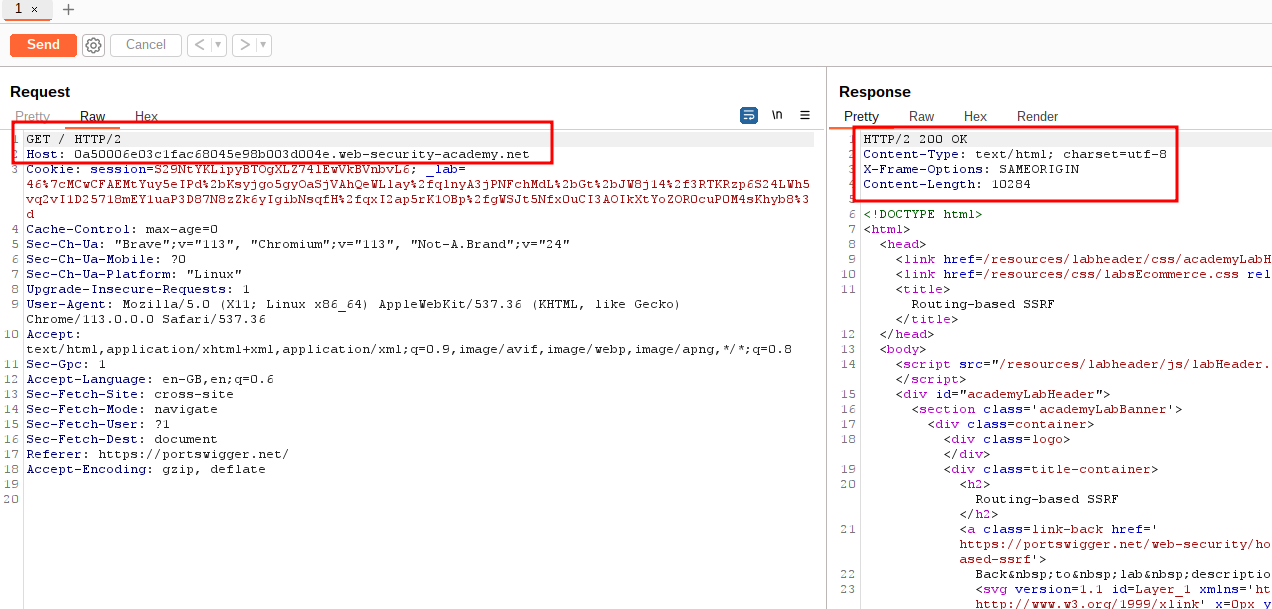 1 ×  +
Send Cancel < ▾ > ▾
Request
Pretty Raw Hex \n
1 GET / HTTP/2
Host: 0a50006e03c1fac68045e98b003d004e.web-security-academy.net
3 Cookie: session=S29NtYKLipyBTOgXLZ74lEwVkBVnbvL6; _lab=
4 Cache-Control: max-age=0
5 Sec-Ch-Ua: "Brave";v="113", "Chromium";v="113", "Not-A.Brand";v="24"
6 Sec-Ch-Ua-Mobile: ?0
7 Sec-Ch-Ua-Platform: "Linux"
8 Upgrade-Insecure-Requests: 1
9 User-Agent: Mozilla/5.0 (X11; Linux x86_64) AppleWebKit/537.36 (KHTML, like Gecko)
Chrome/113.0.0.0 Safari/537.36
10 Accept:
text/html,application/xhtml+xml,application/xml;q=0.9,image/avif,image/webp,image/apng,*/*;q=0.8
11 Sec-Gpc: 1
12 Accept-Language: en-GB,en;q=0.6
13 Sec-Fetch-Site: cross-site
14 Sec-Fetch-Mode: navigate
15 Sec-Fetch-User: ?1
16 Sec-Fetch-Dest: document
17 Referer: https://portswigger.net/
18 Accept-Encoding: gzip, deflate
19
20
Response
Pretty Raw Hex Render
1 HTTP/2 200 OK
2 Content-Type: text/html; charset=utf-8
3 X-Frame-Options: SAMEORIGIN
4 Content-Length: 10284
5
6 <!DOCTYPE html>
7 <html>
8 <head>
9 <link href=/resources/labheader/css/academyLabH
10 <link href=/resources/css/labsEcommerce.css rel
11 <title>
Routing-based SSRF
</title>
12 </head>
13 <body>
14 <script src="/resources/labheader/js/labHeader.
</script>
15 <div id="academyLabHeader">
16 <section class='academyLabBanner'>
17 <div class=container>
18 <div class=logo>
</div>
19 <div class=title-container>
20 <h2>
Routing-based SSRF
</h2>
21 <a class=link-back href='
https://portswigger.net/web-security/ho
ased-ssrf'>
22 Back&nbsp;to&nbsp;lab&nbsp;descriptio
23 <svg version=1.1 id=Layer_1 xmlns='ht
http://www.w3.org/1999/xlink' x=0px y